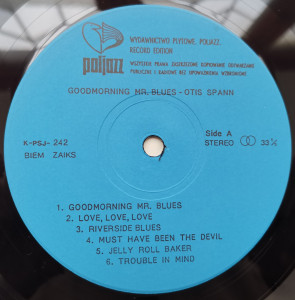 poljazz
WYDAWNICTWO PŁYTOWE, POLJAZZ,
RECORD EDITION
WSZYSTKIE PRAWA ZASTRZEŻONE KOPIOWANIE ODTWARZANIE
PUBLICZNE I RADIOWE BEZ UPOWAŻNIENIA WZBRONIONE
GOODMORNING MR. BLUES - OTIS SPANN
K-PSJ- 242
BIEM ZAIKS
Side A
STEREO 33⅓
1. GOODMORNING MR. BLUES
2. LOVE, LOVE, LOVE
3. RIVERSIDE BLUES
4. MUST HAVE BEEN THE DEVIL
5. JELLY ROLL BAKER
6. TROUBLE IN MIND